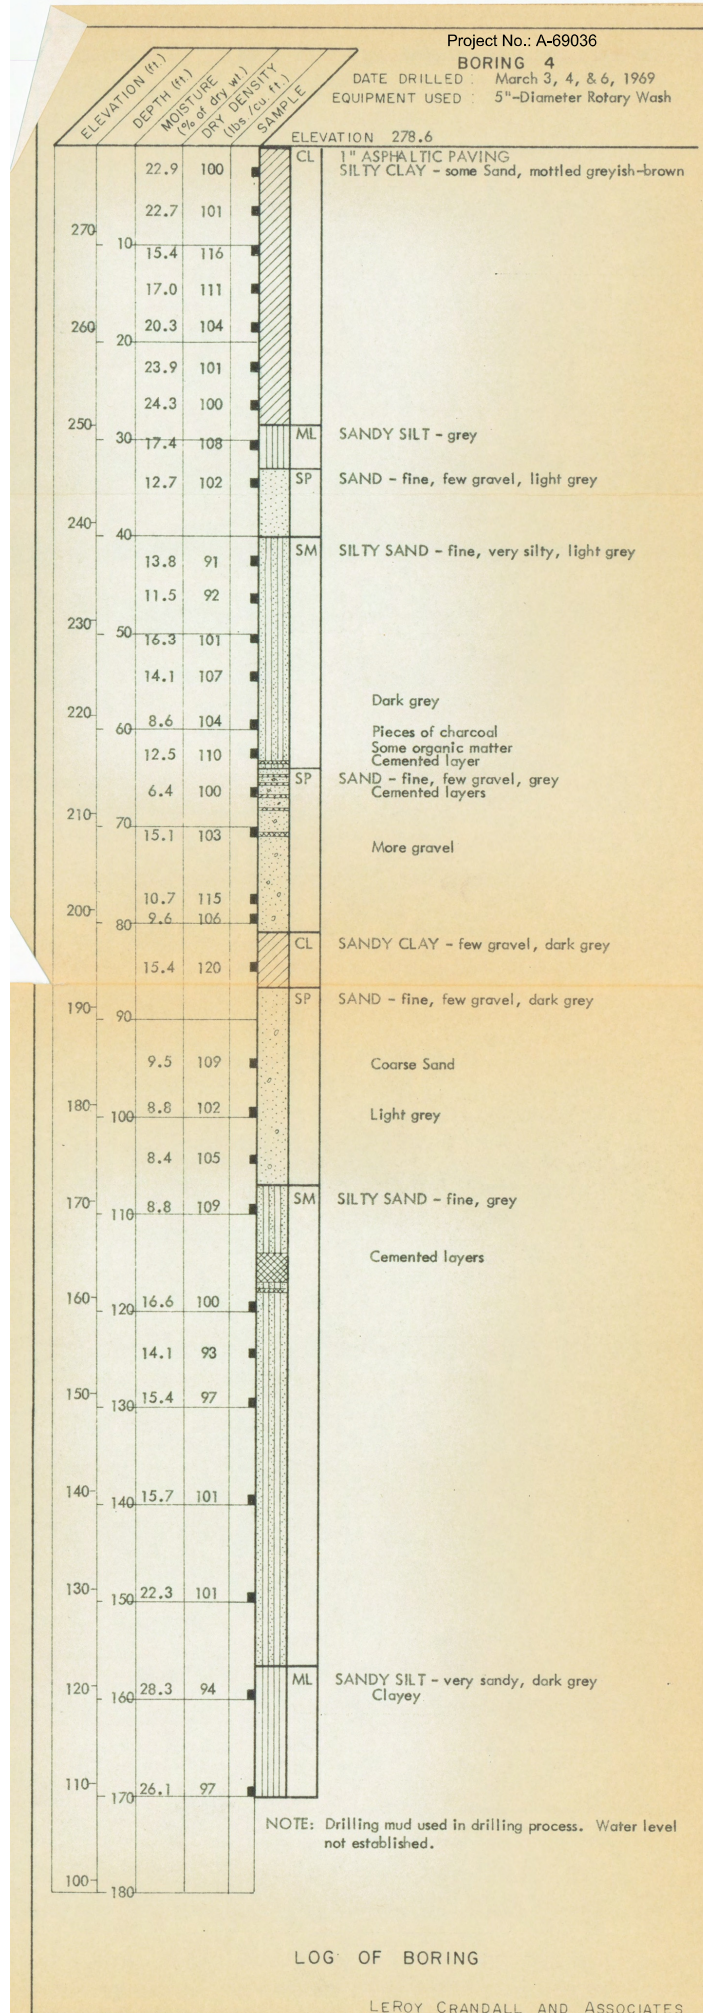 Project No.: A-69036
BORING 4
DATE DRILLED : March 3, 4, & 6, 1969
EQUIPMENT USED : 5"-Diameter Rotary Wash
ELEVATION (ft.)
DEPTH (ft.)
MOISTURE
(% of dry wt.)
DRY DENSITY
(lbs./cu. ft.)
SAMPLE
ELEVATION 278.6
CL 1" ASPHALTIC PAVING
22.9 100 SILTY CLAY - some Sand, mottled greyish-brown
22.7 101
270
10
15.4 116
17.0 111
260 20.3 104
20
23.9 101
24.3 100
250
30 ML SANDY SILT - grey
17.4 108
12.7 102 SP SAND - fine, few gravel, light grey
240
40
SM SILTY SAND - fine, very silty, light grey
13.8 91
11.5 92
230
50
16.3 101
14.1 107
Dark grey
220
8.6 104
60 Pieces of charcoal
Some organic matter
12.5 110 Cemented layer
SP SAND - fine, few gravel, grey
6.4 100 Cemented layers
210
70
15.1 103
More gravel
10.7 115
200
80 9.6 106
CL SANDY CLAY - few gravel, dark grey
15.4 120
SP SAND - fine, few gravel, dark grey
190
90
9.5 109 Coarse Sand
180 8.8 102
100 Light grey
8.4 105
SM SILTY SAND - fine, grey
170 8.8 109
110
Cemented layers
160 16.6 100
120
14.1 93
150 15.4 97
130
140 15.7 101
140
130 22.3 101
150
ML SANDY SILT - very sandy, dark grey
120 28.3 94 Clayey
160
110 26.1 97
170
NOTE: Drilling mud used in drilling process. Water level
not established.
100
180
LOG OF BORING
LEROY CRANDALL AND ASSOCIATES